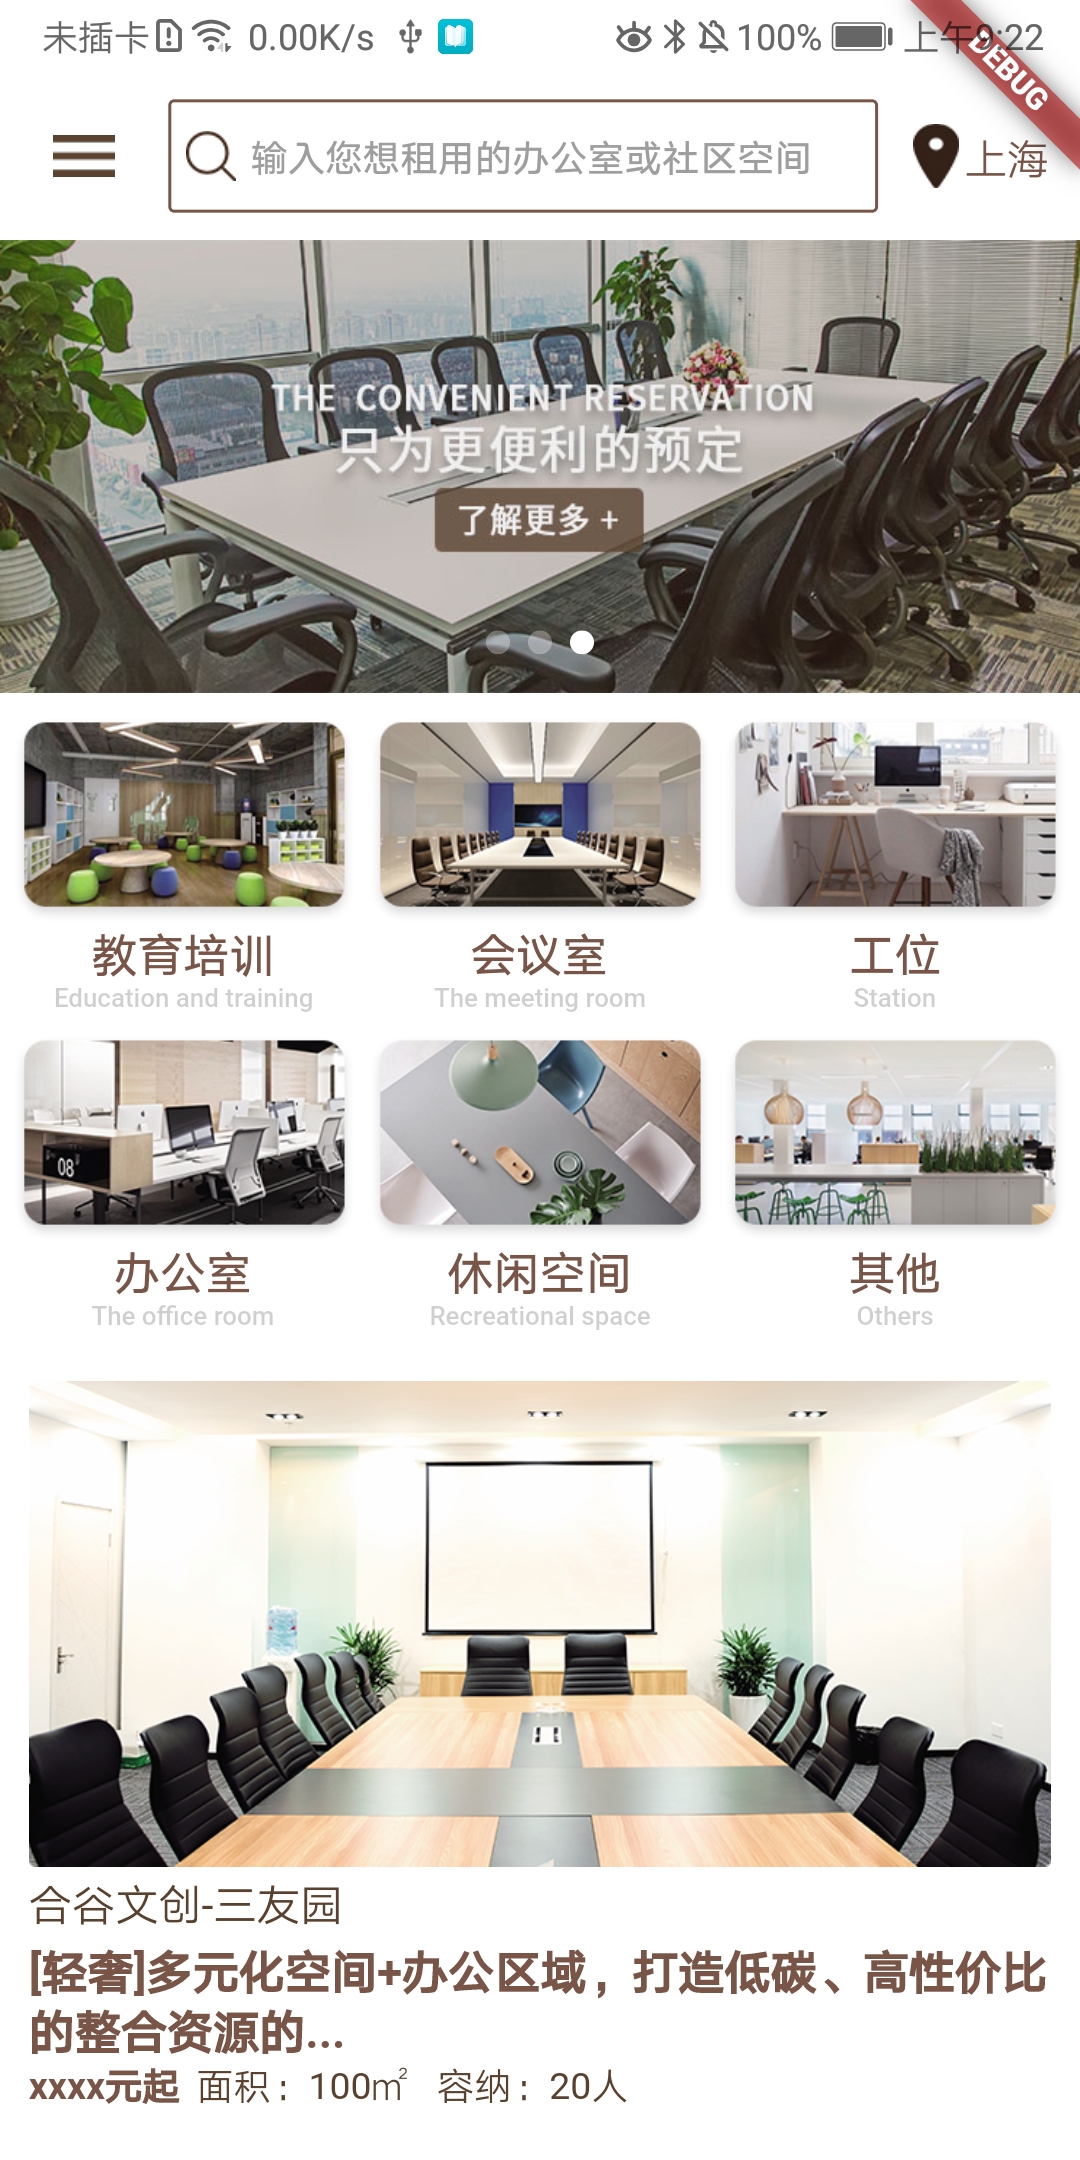 未插卡 0.00K/s 100% 上午9:22
DEBUG
输入您想租用的办公室或社区空间
上海
THE CONVENIENT RESERVATION
只为更便利的预定
了解更多 +
教育培训 会议室 工位
Education and training The meeting room Station
08
办公室 休闲空间 其他
The office room Recreational space Others
合谷文创-三友园
[轻奢]多元化空间+办公区域，打造低碳、高性价比
的整合资源的...
xxxx元起 面积：100㎡ 容纳：20人